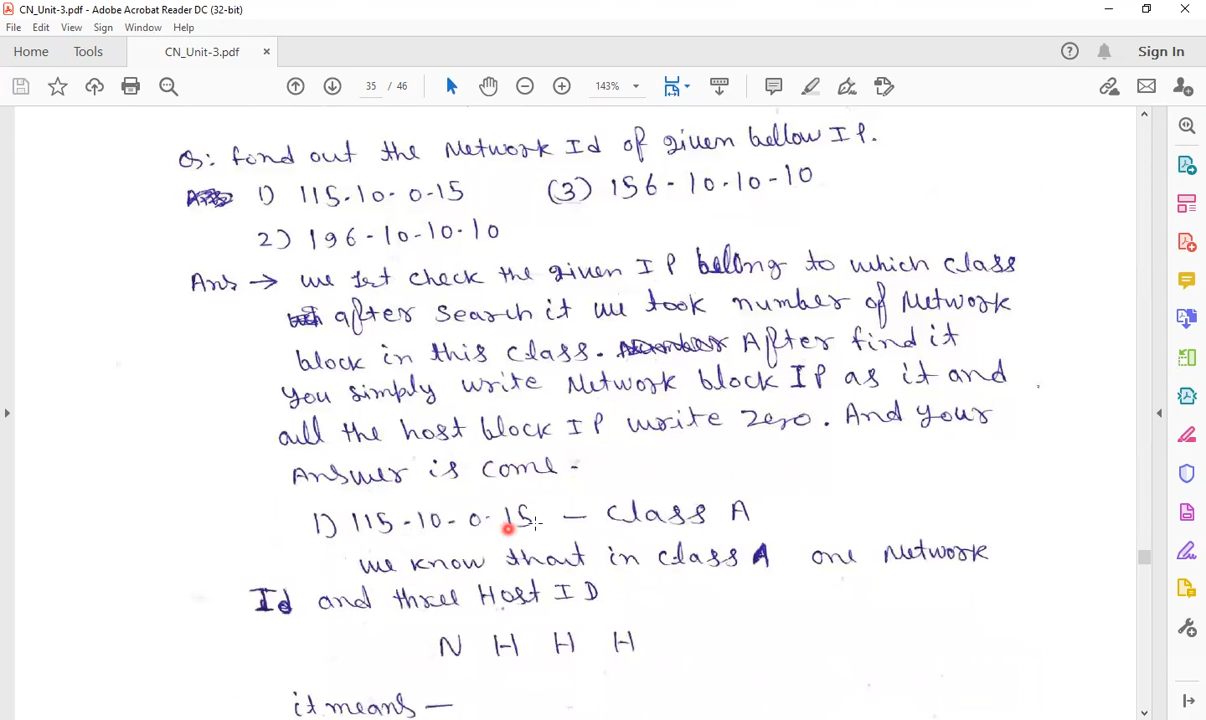 CN_Unit-3.pdf - Adobe Acrobat Reader DC (32-bit)
File Edit View Sign Window Help
Home Tools CN_Unit-3.pdf × Sign In
35 / 46 143%
Q: find out the Network Id of given bellow IP.
1) 115.10.0.15 (3) 156.10.10.10
2) 196.10.10.10
Ans → we 1st check the given IP belong to which class
after search it we took number of Network
block in this class. After find it
you simply write Network block IP as it and
all the host block IP write zero. And your
Answer is come.
1) 115.10.0.15 — class A
we know that in class A one Network
Id and three Host ID
N H H H
it means —